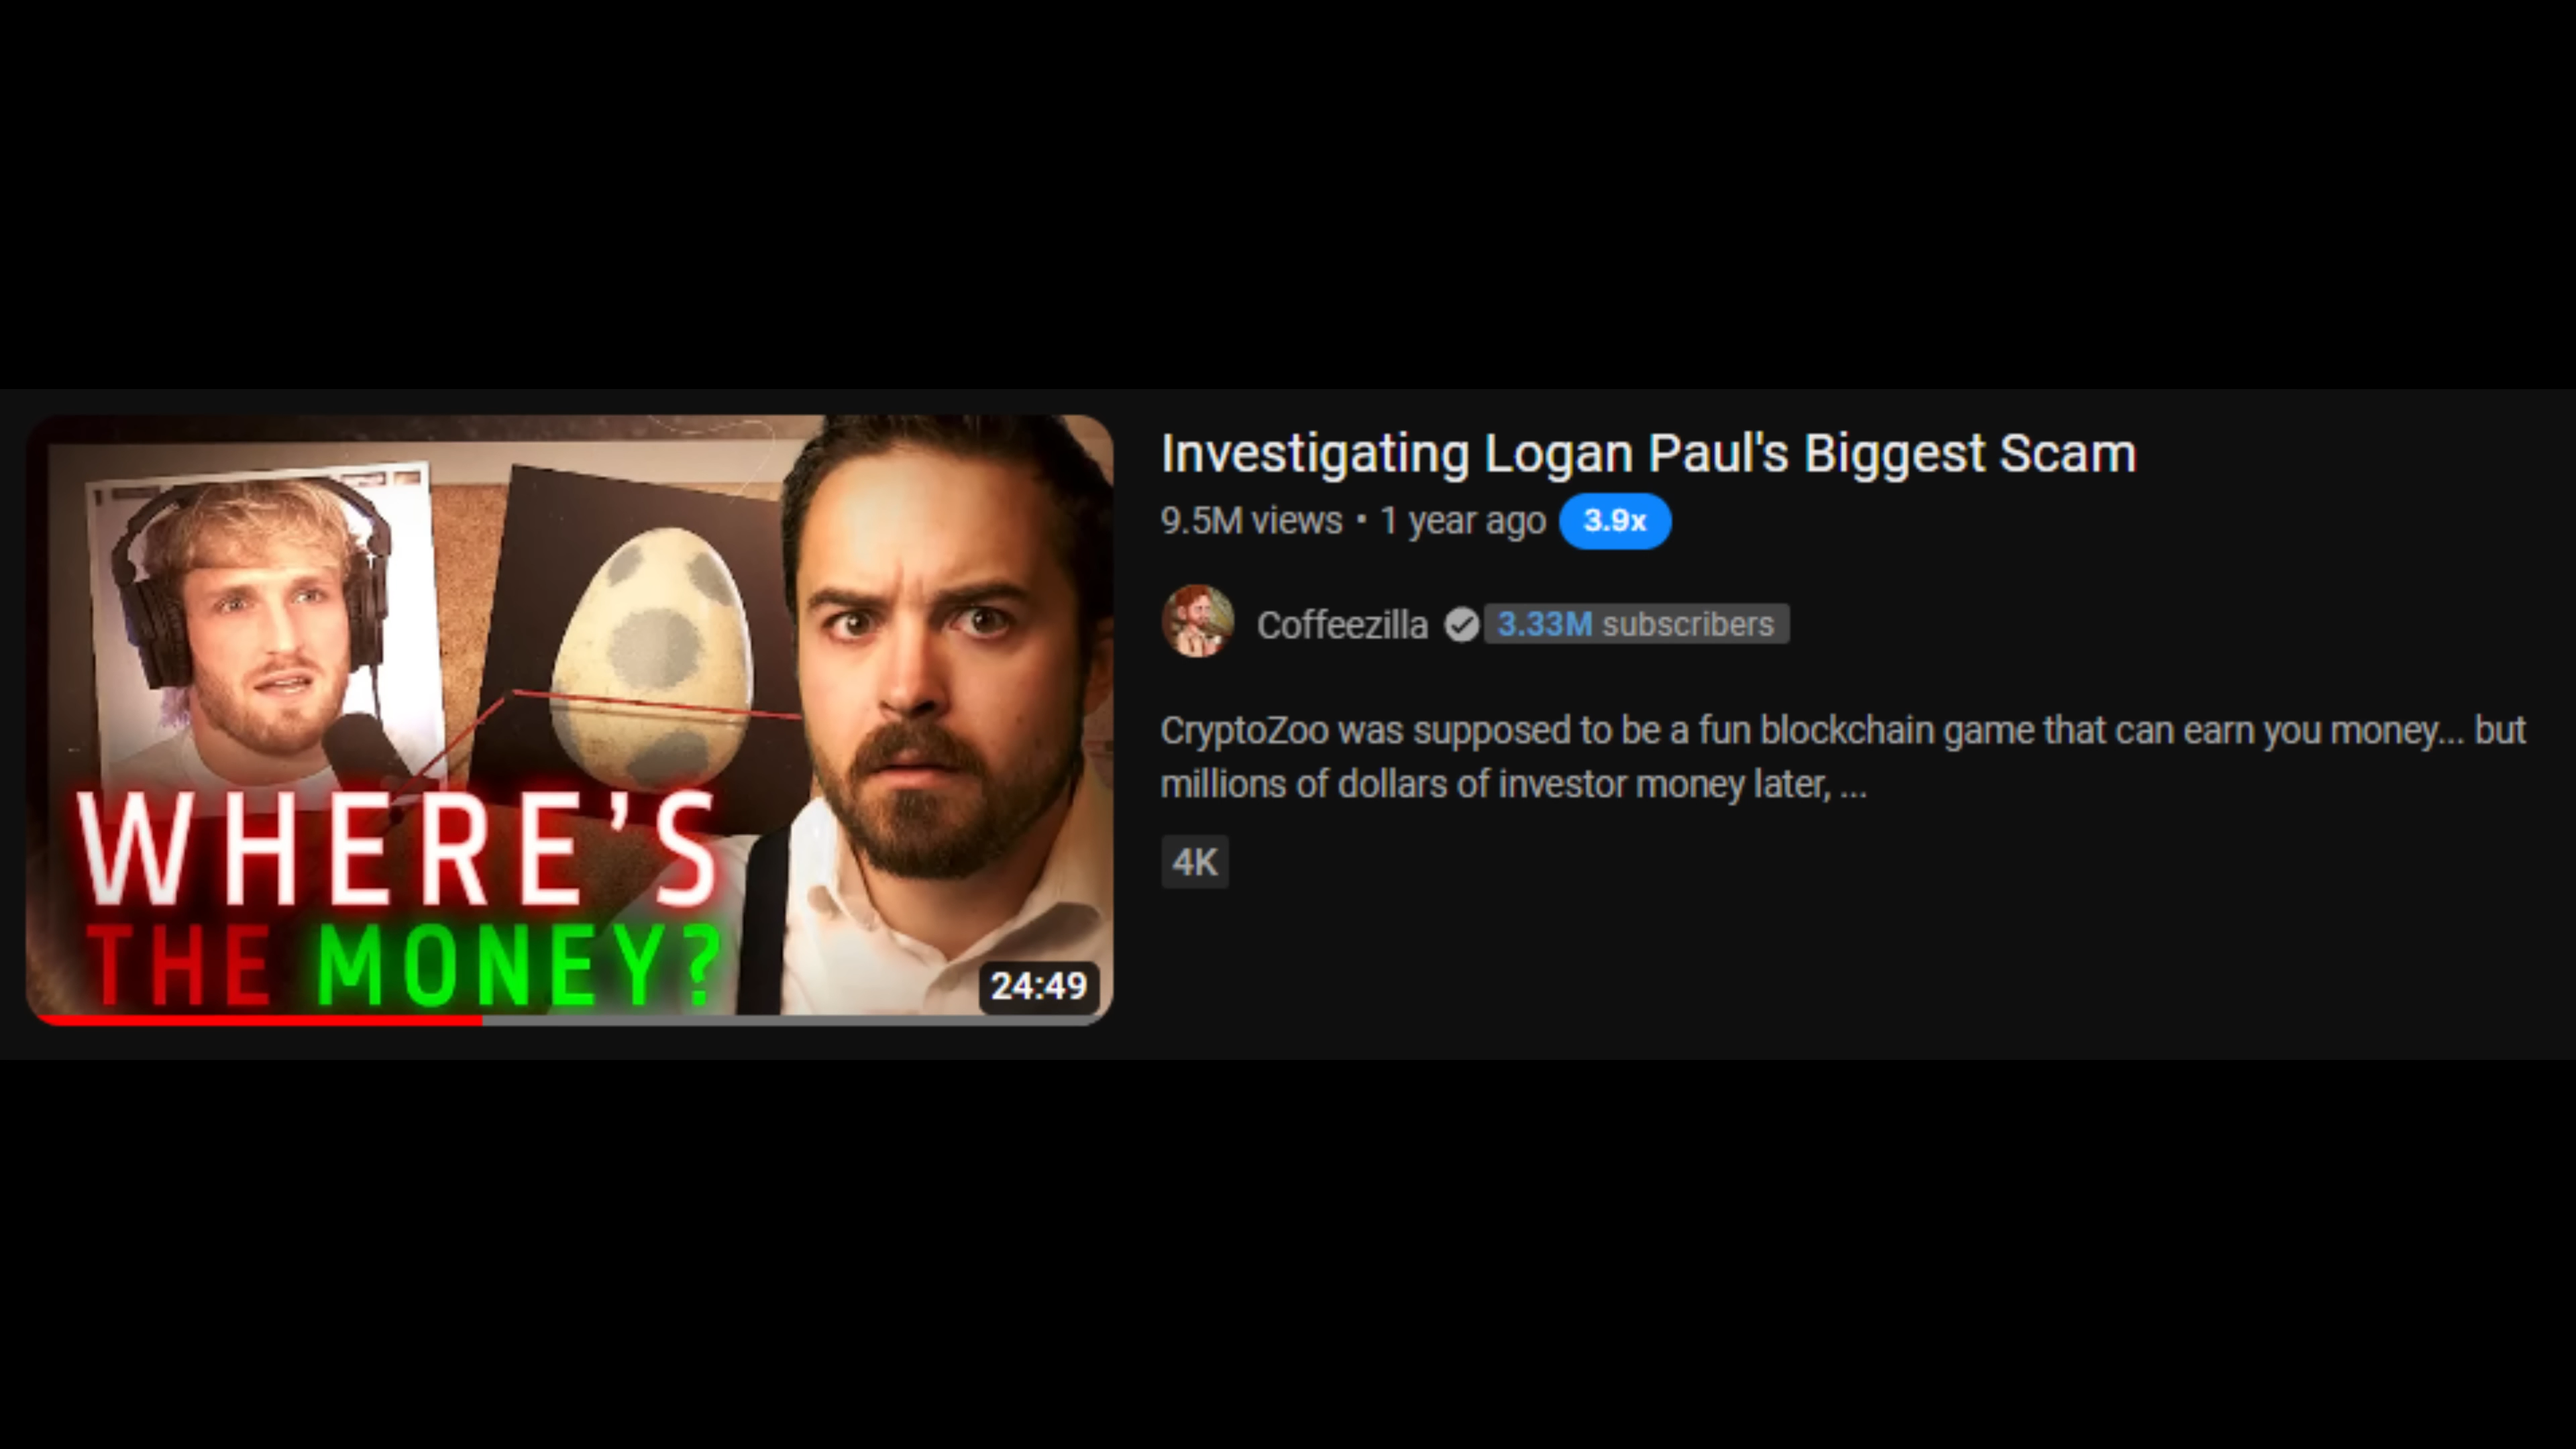 WHERE'S
THE MONEY?
24:49
Investigating Logan Paul's Biggest Scam
9.5M views • 1 year ago 3.9x
Coffeezilla 3.33M subscribers
CryptoZoo was supposed to be a fun blockchain game that can earn you money... but
millions of dollars of investor money later, ...
4K